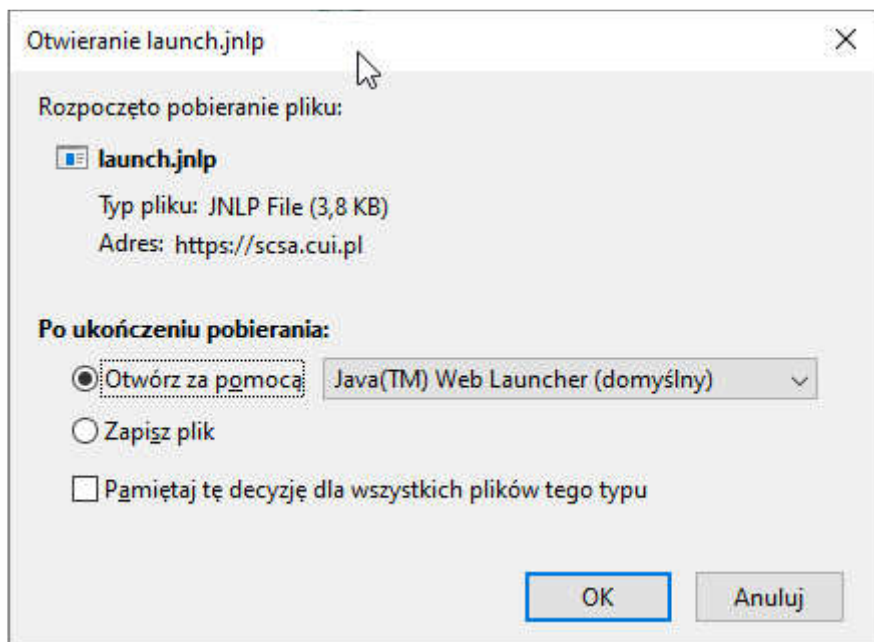 Otwieranie launch.jnlp
Rozpoczęto pobieranie pliku:
launch.jnlp
Typ pliku: JNLP File (3,8 KB)
Adres: https://scsa.cui.pl
Po ukończeniu pobierania:
Otwórz za pomocą Java(TM) Web Launcher (domyślny)
Zapisz plik
Pamiętaj tę decyzję dla wszystkich plików tego typu
OK Anuluj